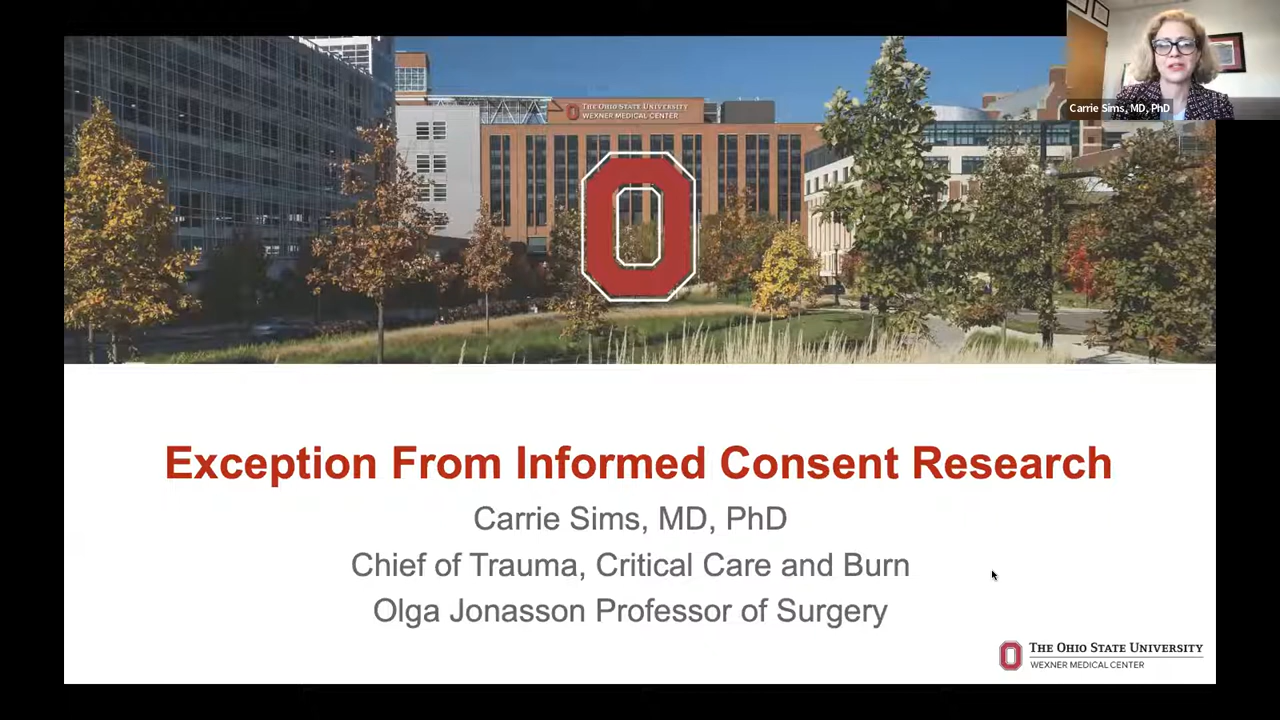 THE OHIO STATE UNIVERSITY
WEXNER MEDICAL CENTER
Carrie Sims, MD, PhD
Exception From Informed Consent Research
Carrie Sims, MD, PhD
Chief of Trauma, Critical Care and Burn
Olga Jonasson Professor of Surgery
THE OHIO STATE UNIVERSITY
WEXNER MEDICAL CENTER